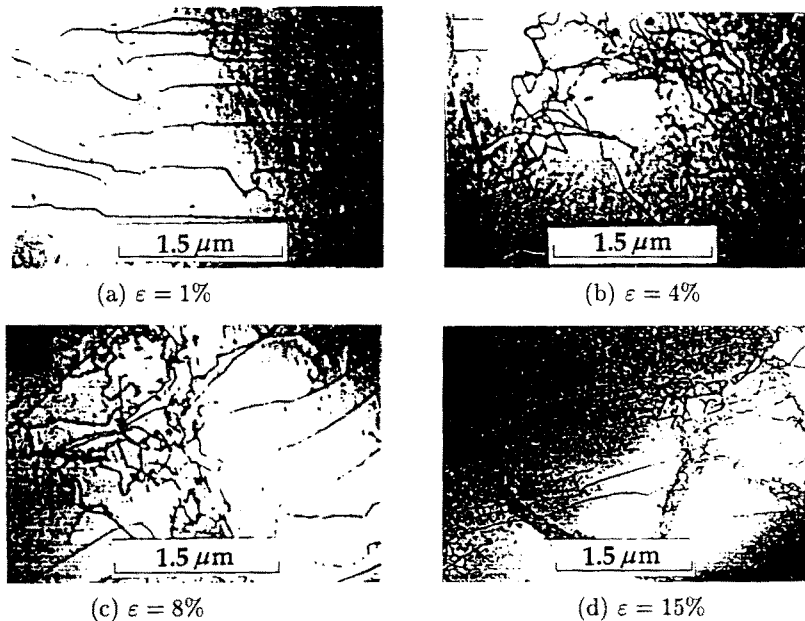 1.5 μm
1.5 μm
(a) ε = 1%
(b) ε = 4%
1.5 μm
1.5 μm
(c) ε = 8%
(d) ε = 15%